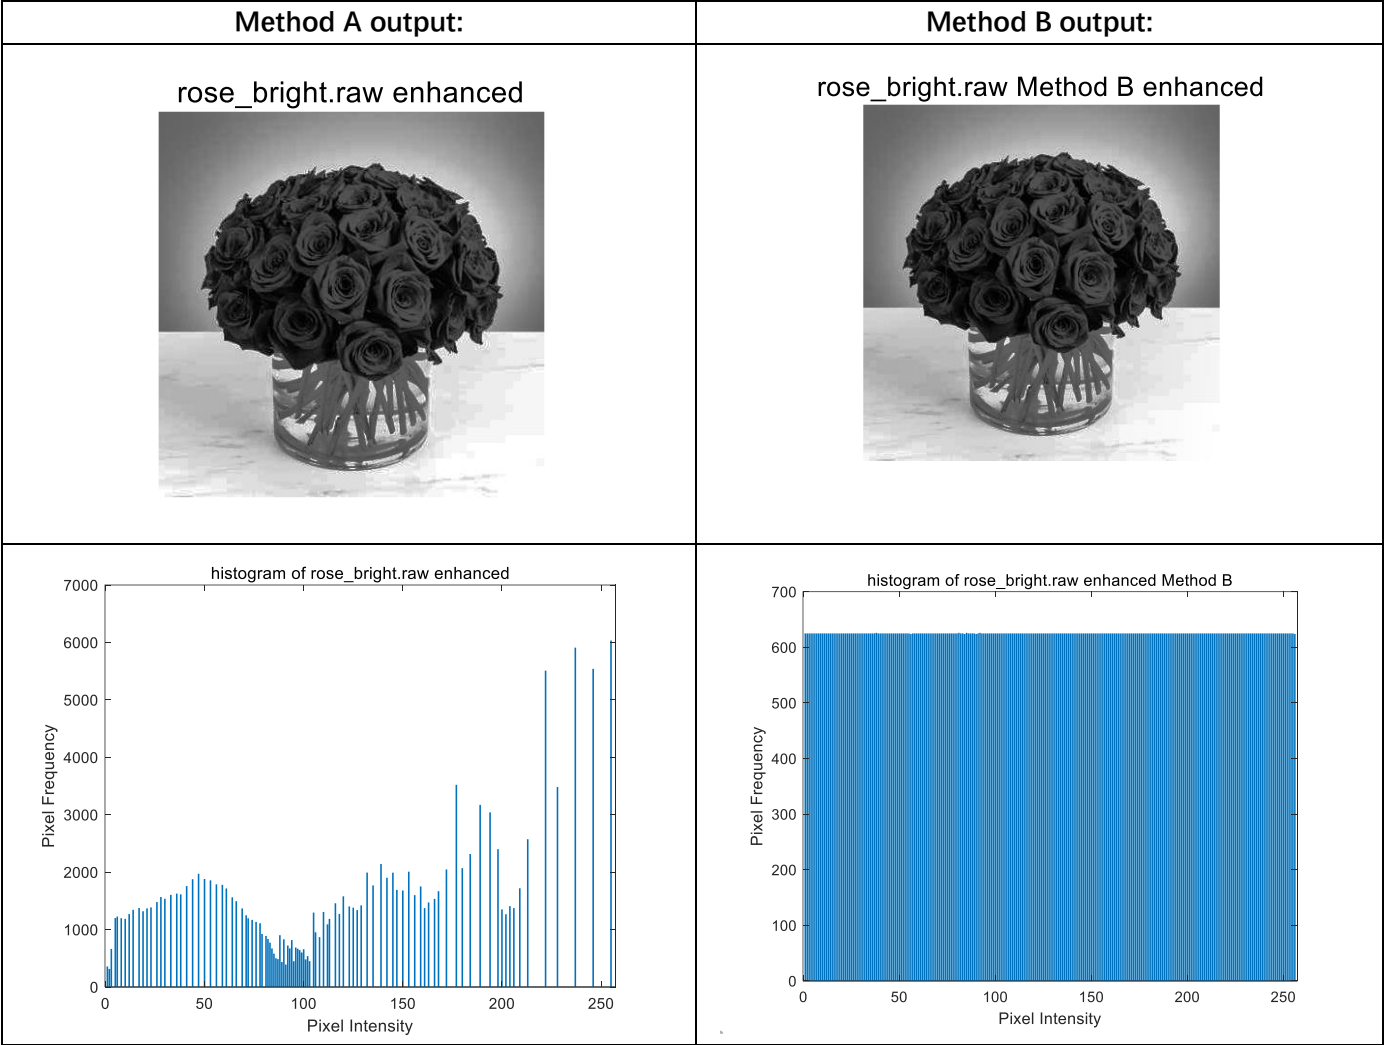 Method A output:
Method B output:
rose_bright.raw enhanced
rose_bright.raw Method B enhanced
histogram of rose_bright.raw enhanced
7000
6000
5000
4000
3000
2000
1000
0
Pixel Frequency
0 50 100 150 200 250
Pixel Intensity
histogram of rose_bright.raw enhanced Method B
700
600
500
400
300
200
100
0
Pixel Frequency
0 50 100 150 200 250
Pixel Intensity